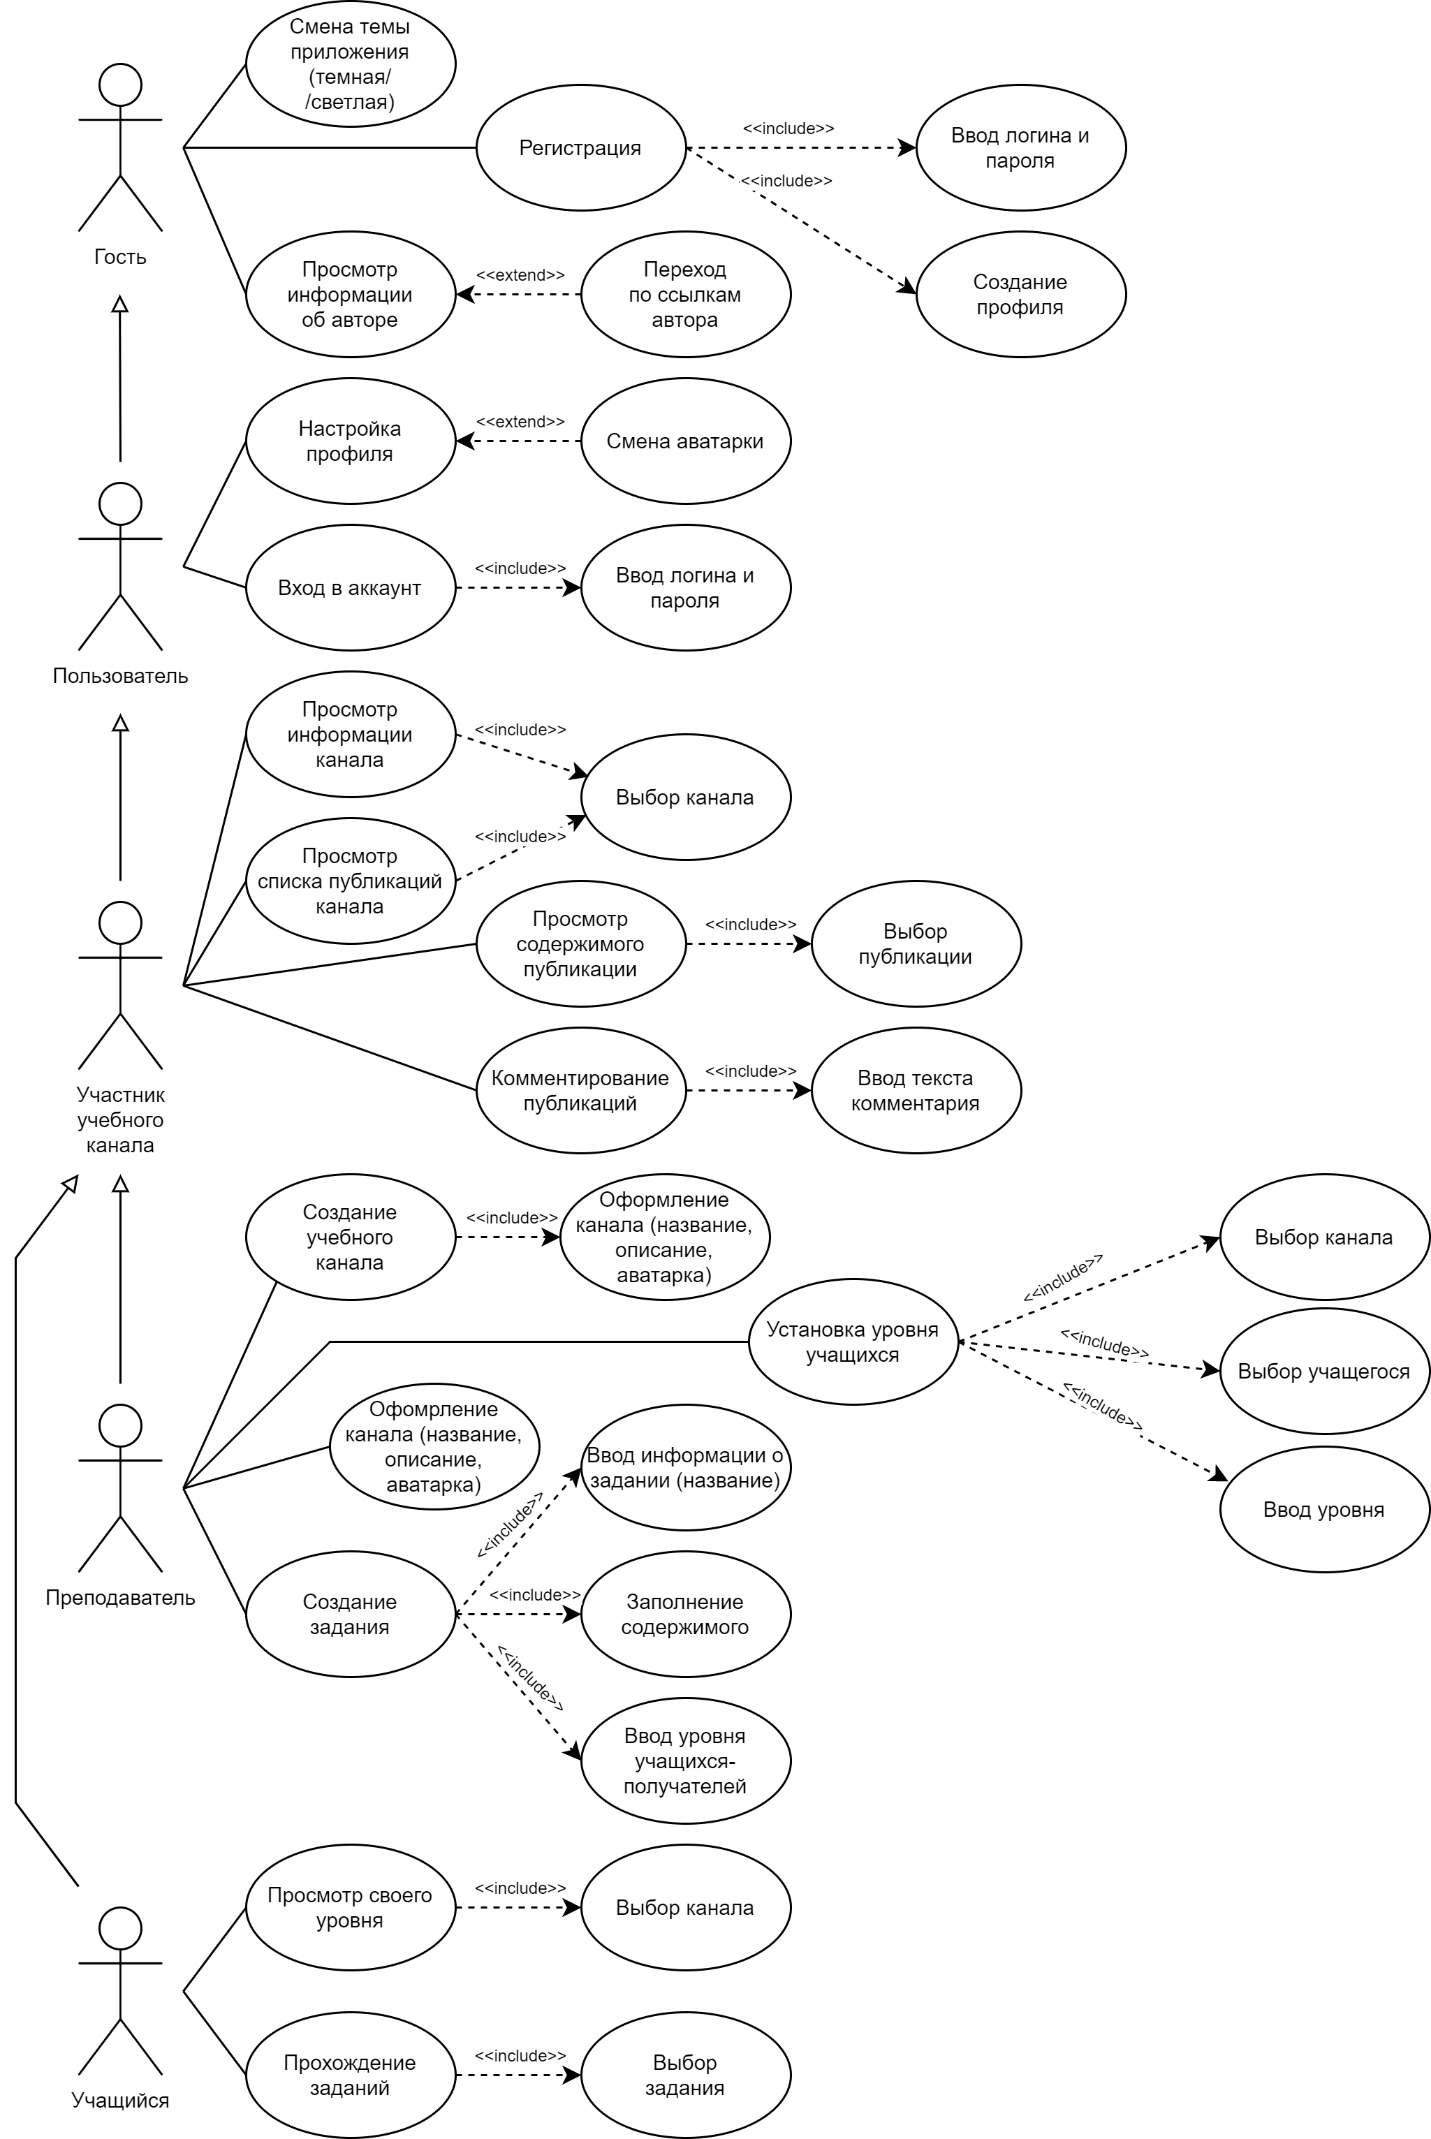 Смена темы
приложения
(темная/
/светлая)
Регистрация
<<include>>
Ввод логина и
пароля
<<include>>
Гость
Просмотр
информации
об авторе
<<extend>>
Переход
по ссылкам
автора
Создание
профиля
Настройка
профиля
<<extend>>
Смена аватарки
Вход в аккаунт
<<include>>
Ввод логина и
пароля
Пользователь
Просмотр
информации
канала
<<include>>
Выбор канала
<<include>>
Просмотр
списка публикаций
канала
Просмотр
содержимого
публикации
<<include>>
Выбор
публикации
Комментирование
публикаций
<<include>>
Ввод текста
комментария
Участник
учебного
канала
Создание
учебного
канала
<<include>>
Оформление
канала (название,
описание,
аватарка)
Установка уровня
учащихся
<<include>>
Выбор канала
<<include>>
Выбор учащегося
<<include>>
Ввод уровня
Офомрление
канала (название,
описание,
аватарка)
Ввод информации о
задании (название)
<<include>>
Преподаватель
Создание
задания
<<include>>
Заполнение
содержимого
<<include>>
Ввод уровня
учащихся-
получателей
Просмотр своего
уровня
<<include>>
Выбор канала
Прохождение
заданий
<<include>>
Выбор
задания
Учащийся